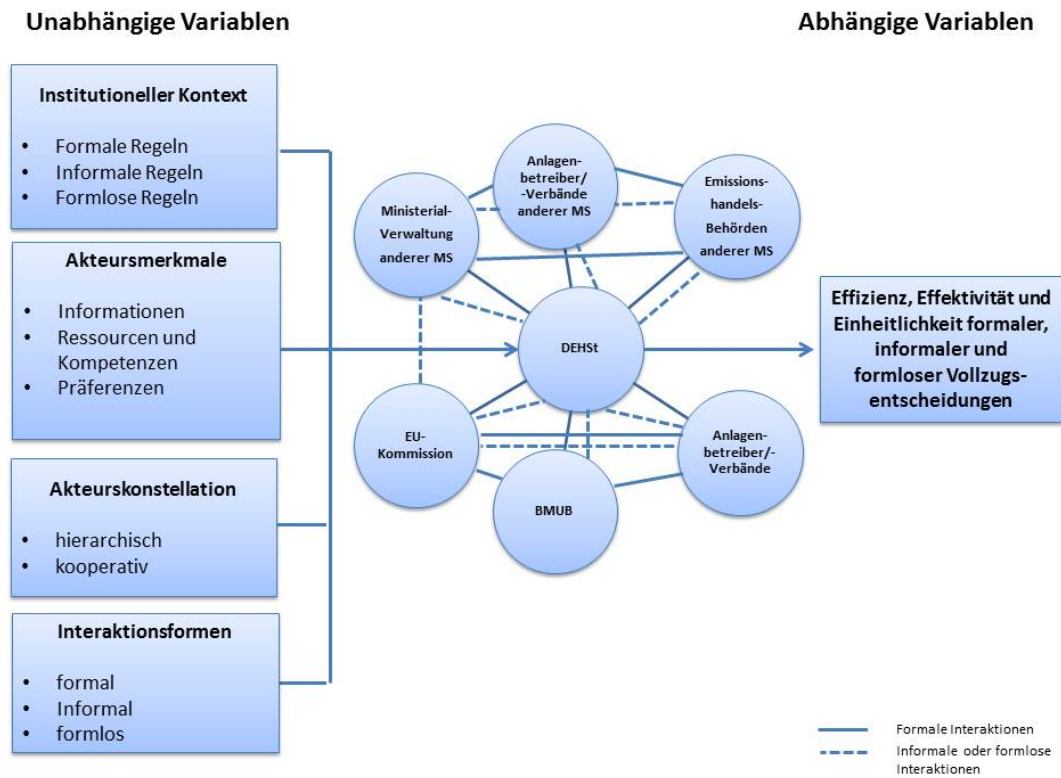 Unabhängige Variablen
Abhängige Variablen
Institutioneller Kontext
• Formale Regeln
• Informale Regeln
• Formlose Regeln
Akteursmerkmale
• Informationen
• Ressourcen und
Kompetenzen
• Präferenzen
Akteurskonstellation
• hierarchisch
• kooperativ
Interaktionsformen
• formal
• Informal
• formlos
Ministerial-
Verwaltung
anderer MS
Anlagen-
betreiber/
-Verbände
anderer MS
Emissions-
handels-
Behörden
anderer MS
DEHSt
EU-
Kommission
BMUB
Anlagen-
betreiber/-
Verbände
Effizienz, Effektivität und
Einheitlichkeit formaler,
informaler und
formloser Vollzugs-
entscheidungen
Formale Interaktionen
Informale oder formlose
Interaktionen